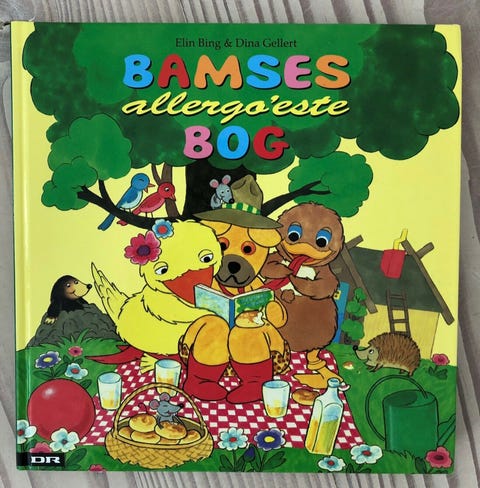 Elin Bing & Dina Gellert
BAMSES
allergo'este
BOG
DR